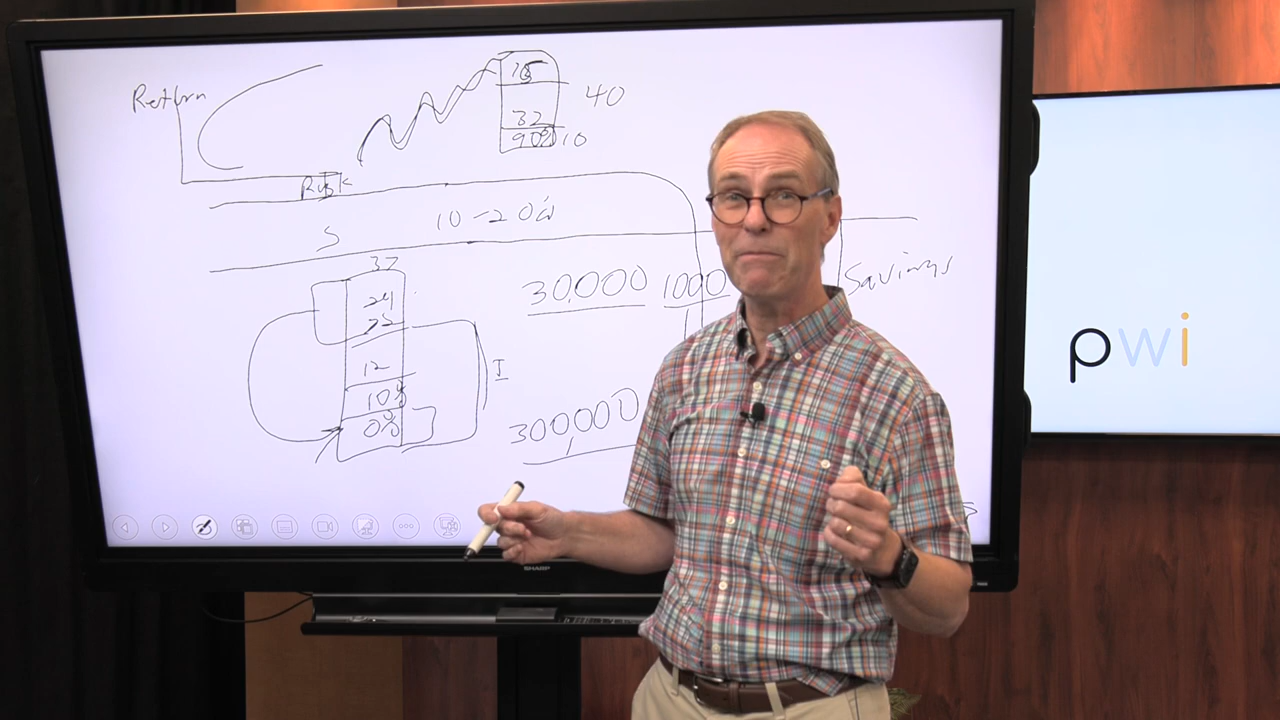 Return
15
40
32
90%
10
Risk
10-20%
S
37
24
22
12
10%
0%
I
30,000
1000
Savings
300,000
pwi
SHARP